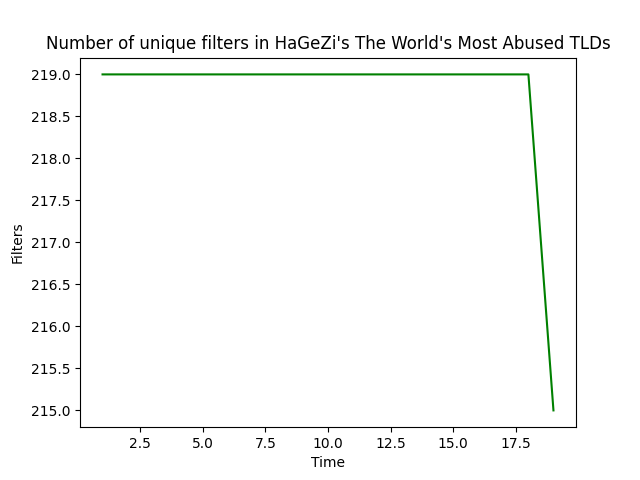 Number of unique filters in HaGeZi's The World's Most Abused TLDs
219.0
218.5
218.0
217.5
217.0
216.5
216.0
215.5
215.0
Filters
2.5 5.0 7.5 10.0 12.5 15.0 17.5
Time